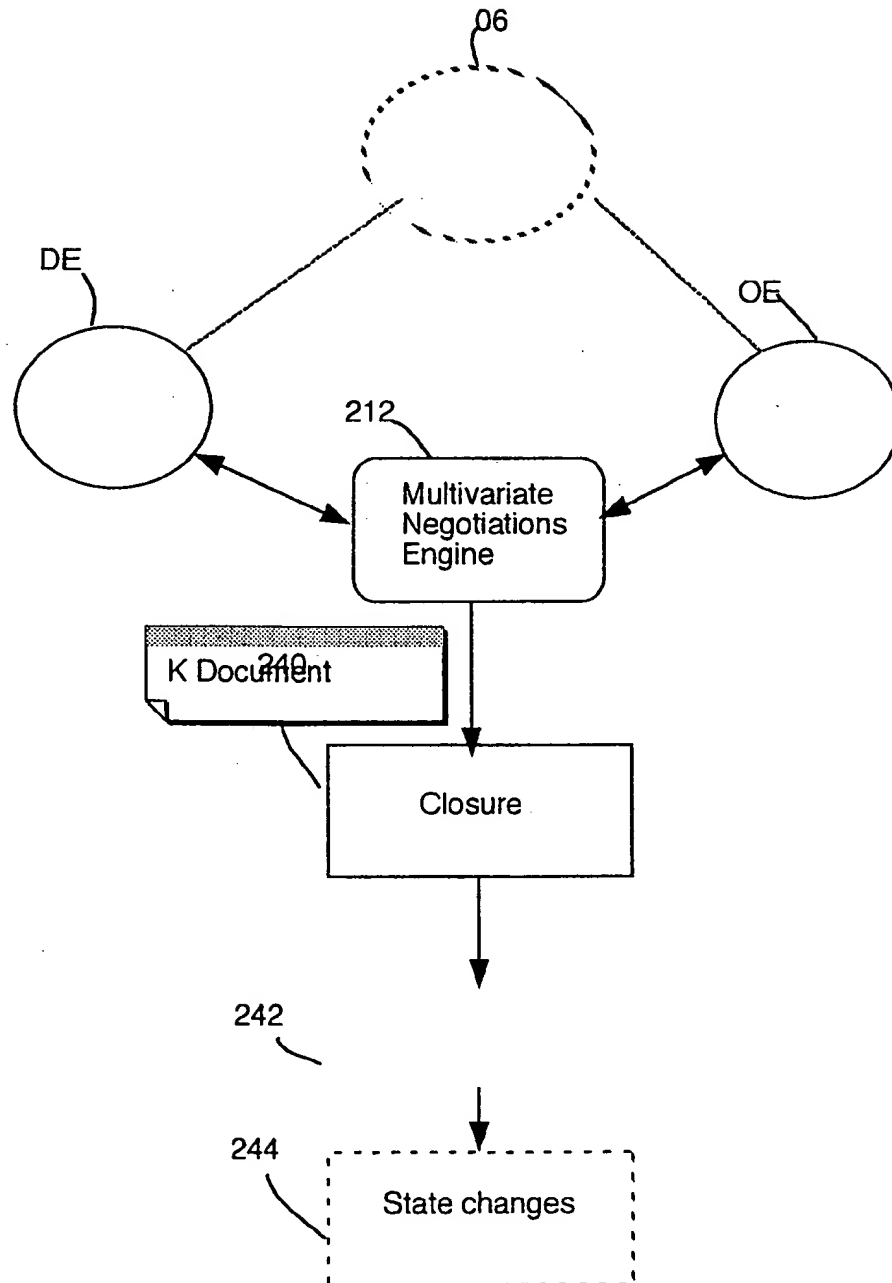 06
DE
OE
212
Multivariate
Negotiations
Engine
240
K Document
Closure
242
244
State changes